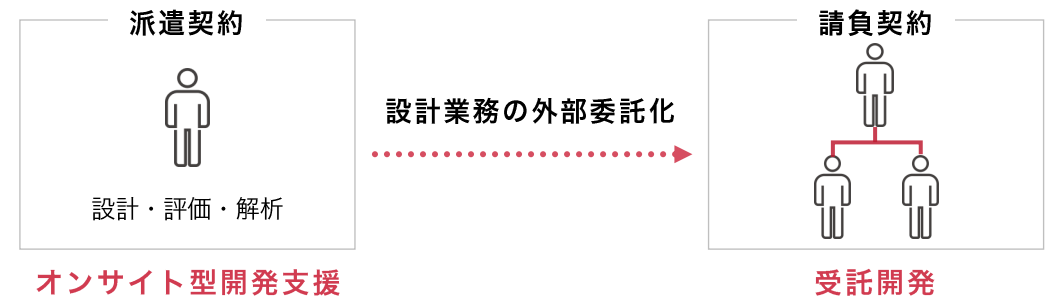 派遣契約
設計・評価・解析
オンサイト型開発支援
設計業務の外部委託化
請負契約
受託開発